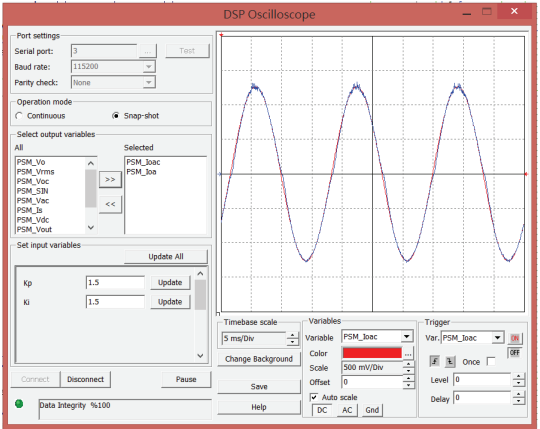 DSP Oscilloscope
Port settings
Serial port: 3 ... Test
Baud rate: 115200
Parity check: None
Operation mode
Continuous Snap-shot
Select output variables
All Selected
PSM_Vo
PSM_Vrms
PSM_Voc
PSM_SIN
PSM_Vac
PSM_Is
PSM_Vdc
PSM_Vout
>>
<<
PSM_Ioac
PSM_Ioa
Set input variables
Update All
Kp 1.5 Update
Ki 1.5 Update
Connect Disconnect Pause
Data Integrity %100
Timebase scale
5 ms/Div
Change Background
Save
Help
Variables
Variable PSM_Ioac
Color ...
Scale 500 mV/Div
Offset 0
Auto scale
DC AC Gnd
Trigger
Var. PSM_Ioac ON
OFF
Once
Level 0
Delay 0